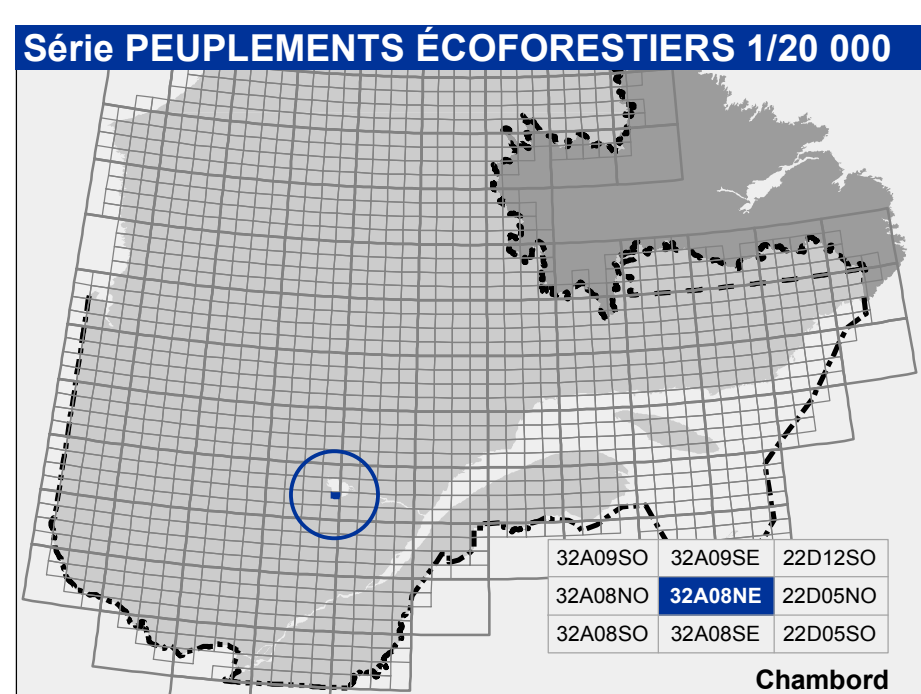 Série PEUPLEMENTS ÉCOFORESTIERS 1/20 000
32A09SO 32A09SE 22D12SO
32A08NO 32A08NE 22D05NO
32A08SO 32A08SE 22D05SO
Chambord